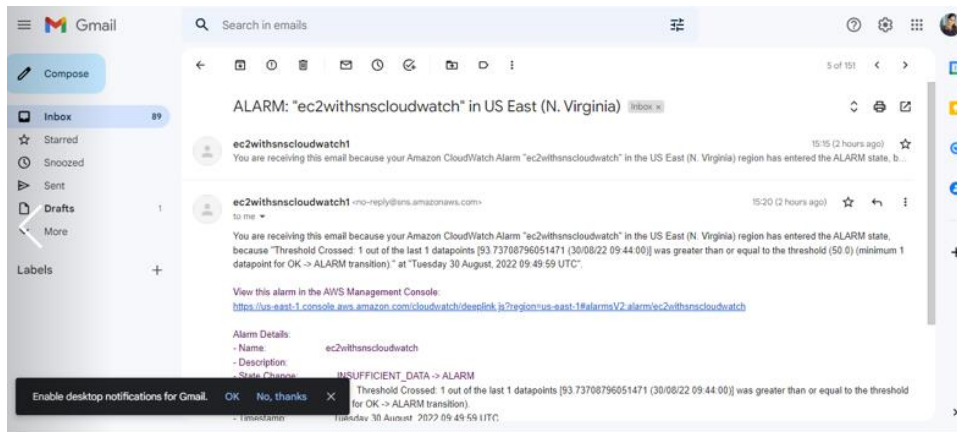 Gmail
Search in emails
Compose
5 of 151
Inbox 89
Starred
Snoozed
Sent
Drafts 1
More
Labels
ALARM: "ec2withsnscloudwatch" in US East (N. Virginia) Inbox x
ec2withsnscloudwatch1 15:15 (2 hours ago)
You are receiving this email because your Amazon CloudWatch Alarm "ec2withsnscloudwatch" in the US East (N. Virginia) region has entered the ALARM state, b...
ec2withsnscloudwatch1 <no-reply@sns.amazonaws.com> 15:20 (2 hours ago)
to me
You are receiving this email because your Amazon CloudWatch Alarm "ec2withsnscloudwatch" in the US East (N. Virginia) region has entered the ALARM state,
because "Threshold Crossed: 1 out of the last 1 datapoints [93.73708796051471 (30/08/22 09:44:00)] was greater than or equal to the threshold (50.0) (minimum 1
datapoint for OK -> ALARM transition)." at "Tuesday 30 August, 2022 09:49:59 UTC".
View this alarm in the AWS Management Console:
https://us-east-1.console.aws.amazon.com/cloudwatch/deeplink.js?region=us-east-1#alarmsV2:alarm/ec2withsnscloudwatch
Alarm Details:
- Name: ec2withsnscloudwatch
- Description:
- State Change: INSUFFICIENT_DATA -> ALARM
Threshold Crossed: 1 out of the last 1 datapoints [93.73708796051471 (30/08/22 09:44:00)] was greater than or equal to the threshold
for OK -> ALARM transition).
- Timestamp: Tuesday 30 August, 2022 09:49:59 UTC
Enable desktop notifications for Gmail. OK No, thanks